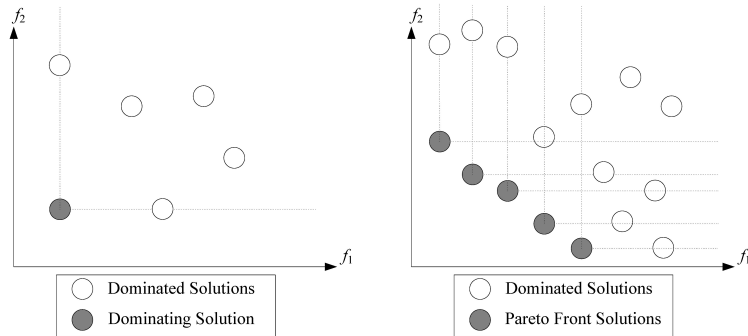 f2
f1
Dominated Solutions
Dominating Solution
f2
f1
Dominated Solutions
Pareto Front Solutions